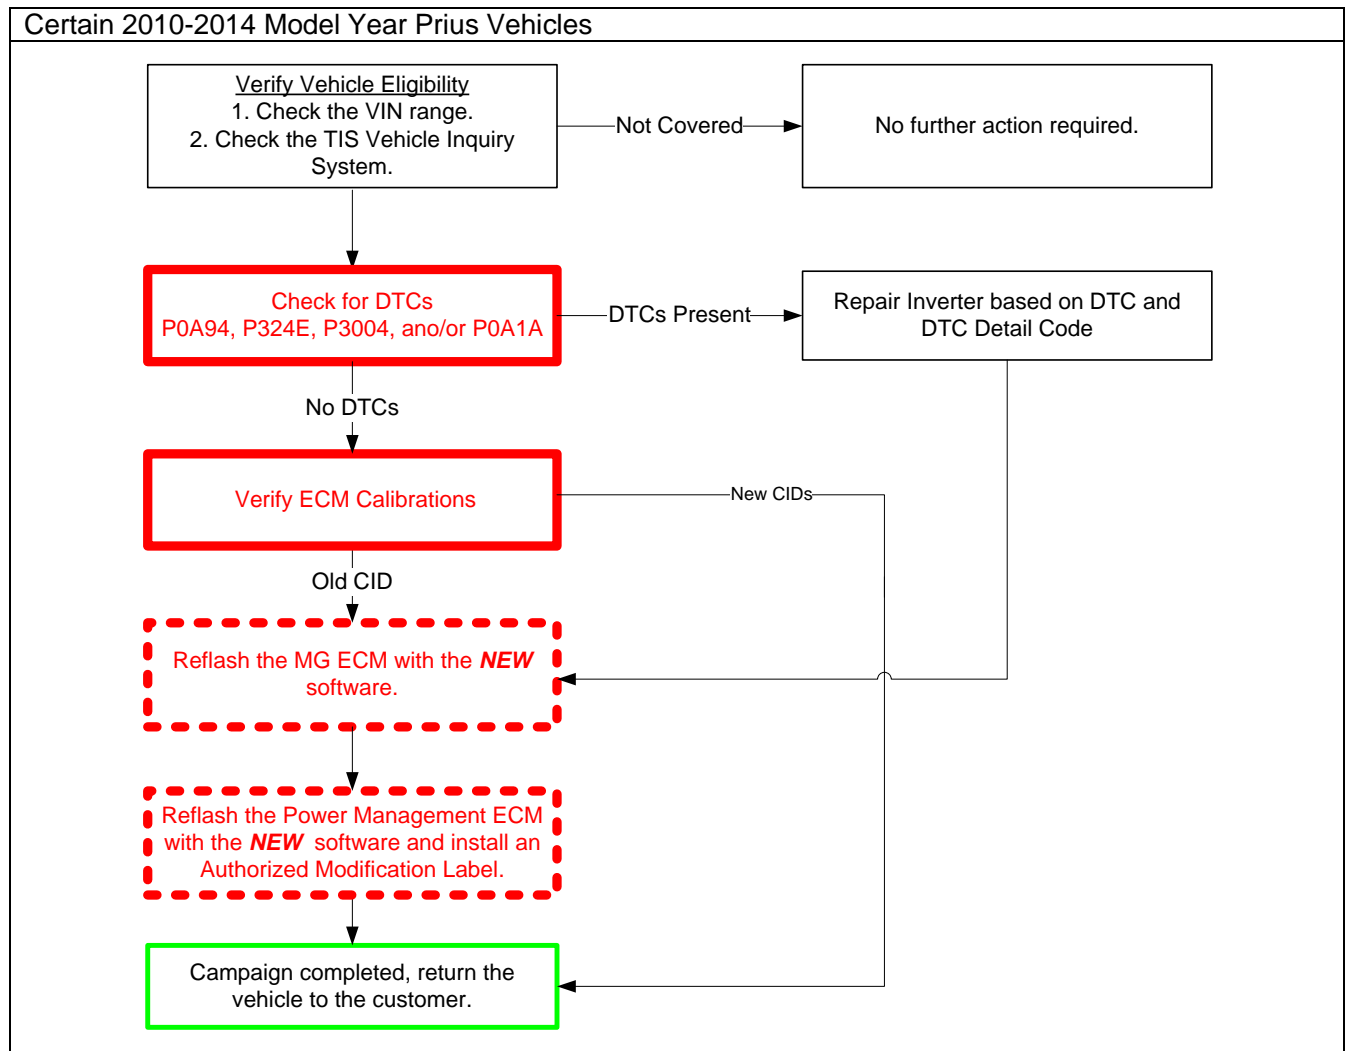 Certain 2010-2014 Model Year Prius Vehicles
Verify Vehicle Eligibility
1. Check the VIN range.
2. Check the TIS Vehicle Inquiry
System.
Not Covered
No further action required.
Check for DTCs
P0A94, P324E, P3004, ano/or P0A1A
DTCs Present
Repair Inverter based on DTC and
DTC Detail Code
No DTCs
Verify ECM Calibrations
New CIDs
Old CID
Reflash the MG ECM with the NEW
software.
Reflash the Power Management ECM
with the NEW software and install an
Authorized Modification Label.
Campaign completed, return the
vehicle to the customer.